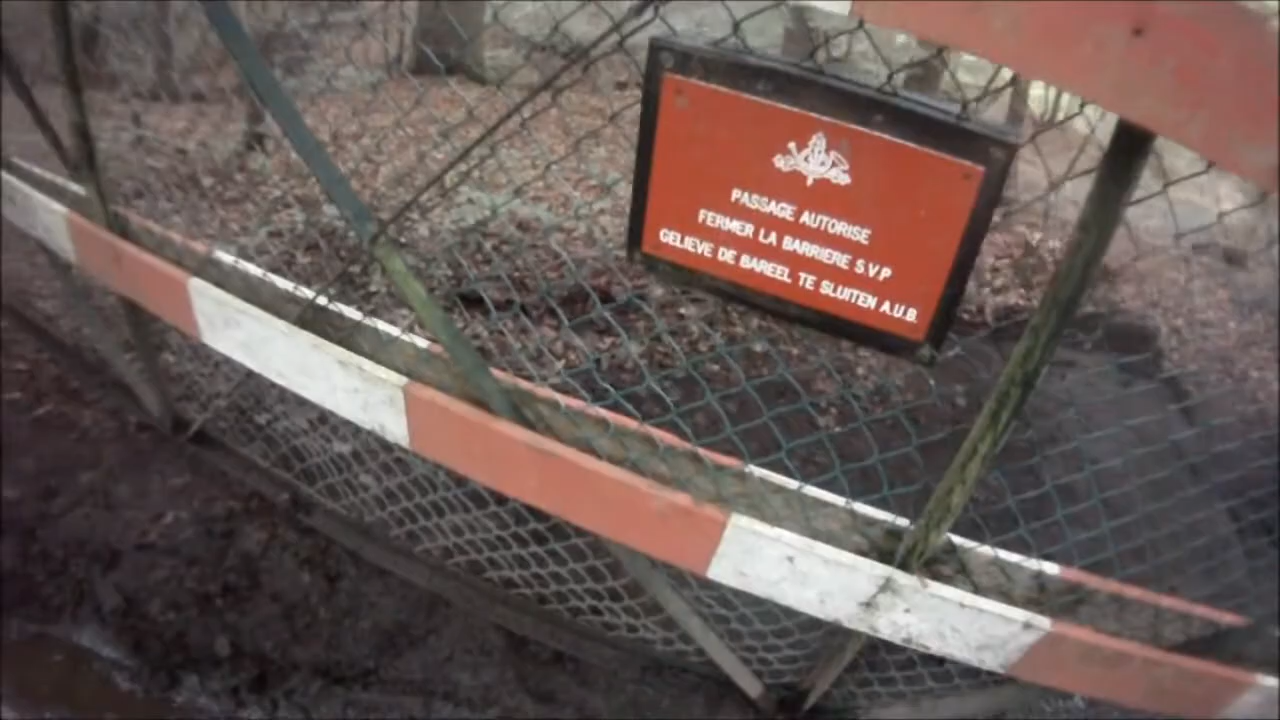 PASSAGE AUTORISE
FERMER LA BARRIERE S.V.P
GELIEVE DE BAREEL TE SLUITEN A.U.B.